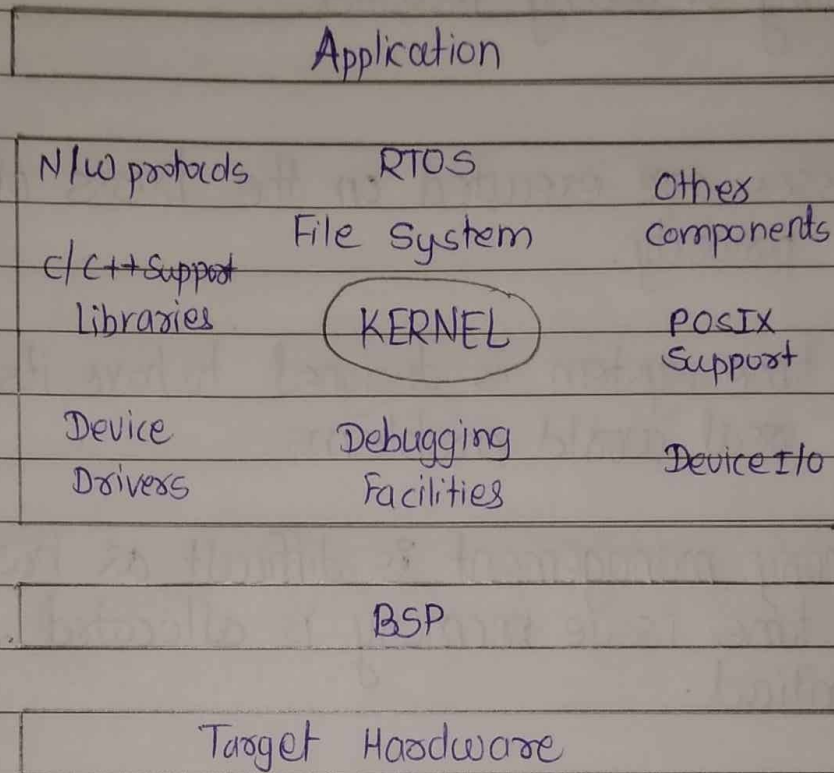 Application
N/W protocols
RTOS
Other
components
File System
C/C++ Support
Libraries
KERNEL
POSIX
Support
Device
Drivers
Debugging
Facilities
Device I/O
BSP
Target Hardware